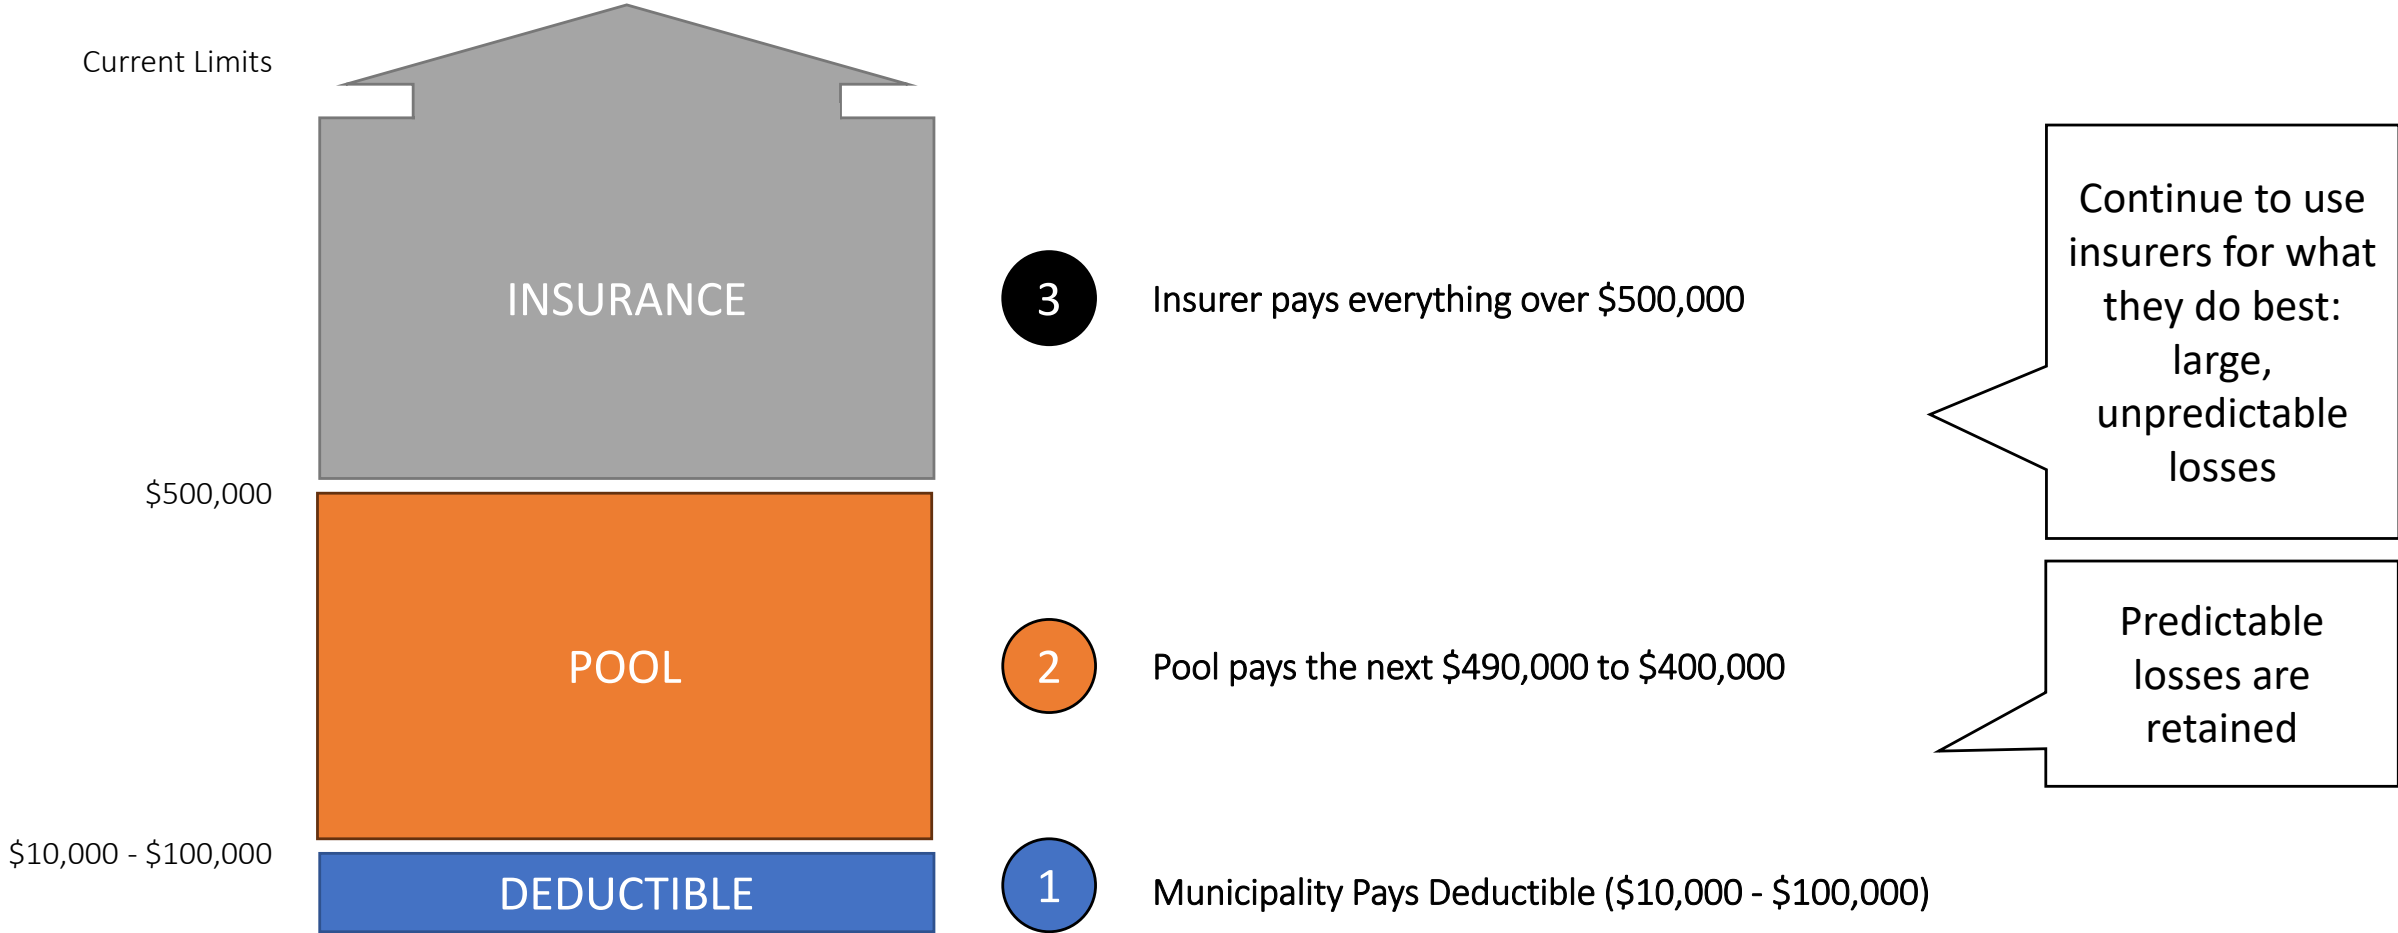 Current Limits
INSURANCE
3
Insurer pays everything over $500,000
Continue to use
insurers for what
they do best:
large,
unpredictable
losses
$500,000
POOL
2
Pool pays the next $490,000 to $400,000
Predictable
losses are
retained
$10,000 - $100,000
DEDUCTIBLE
1
Municipality Pays Deductible ($10,000 - $100,000)